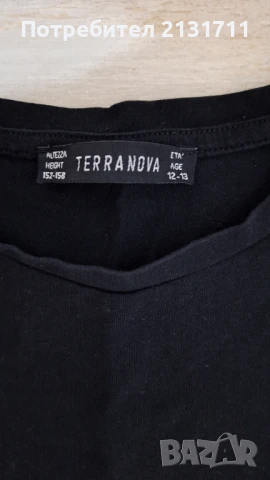 Потребител 2131711
ALTEZZA
HEIGHT
152-158
TERRANOVA
ETA'
AGE
12-13
BAZAR